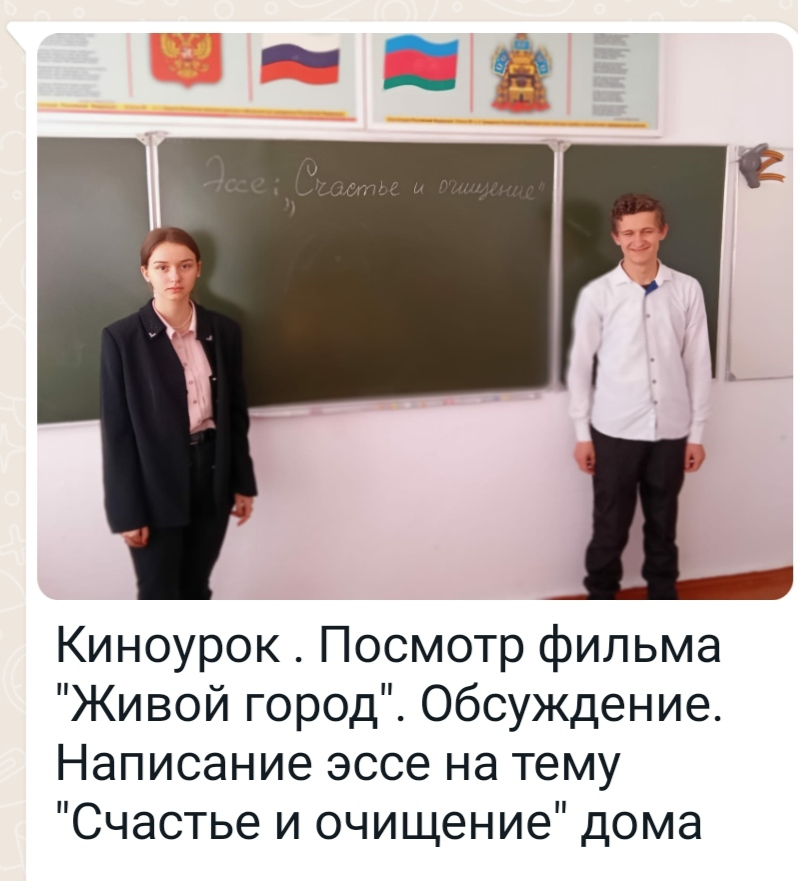 Эссе: „Счастье и очищение"
Киноурок . Посмотр фильма
"Живой город". Обсуждение.
Написание эссе на тему
"Счастье и очищение" дома